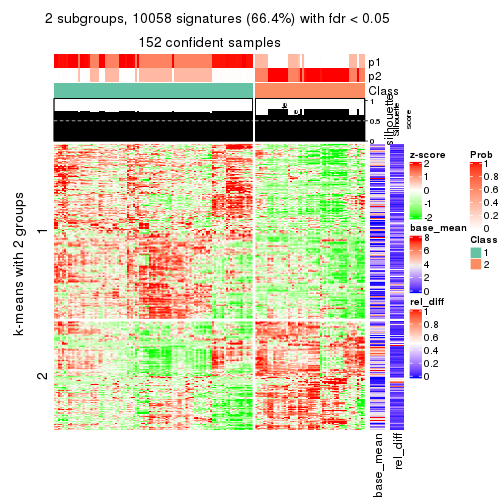 2 subgroups, 10058 signatures (66.4%) with fdr < 0.05
152 confident samples
p1
p2
Class
1
0.5
0
silhouette
Silhouette
score
k-means with 2 groups
1
2
base_mean
rel_diff
z-score
2
1
0
-1
-2
base_mean
8
6
4
2
0
rel_diff
1
0.8
0.6
0.4
0.2
0
Prob
1
0.8
0.6
0.4
0.2
0
Class
1
2